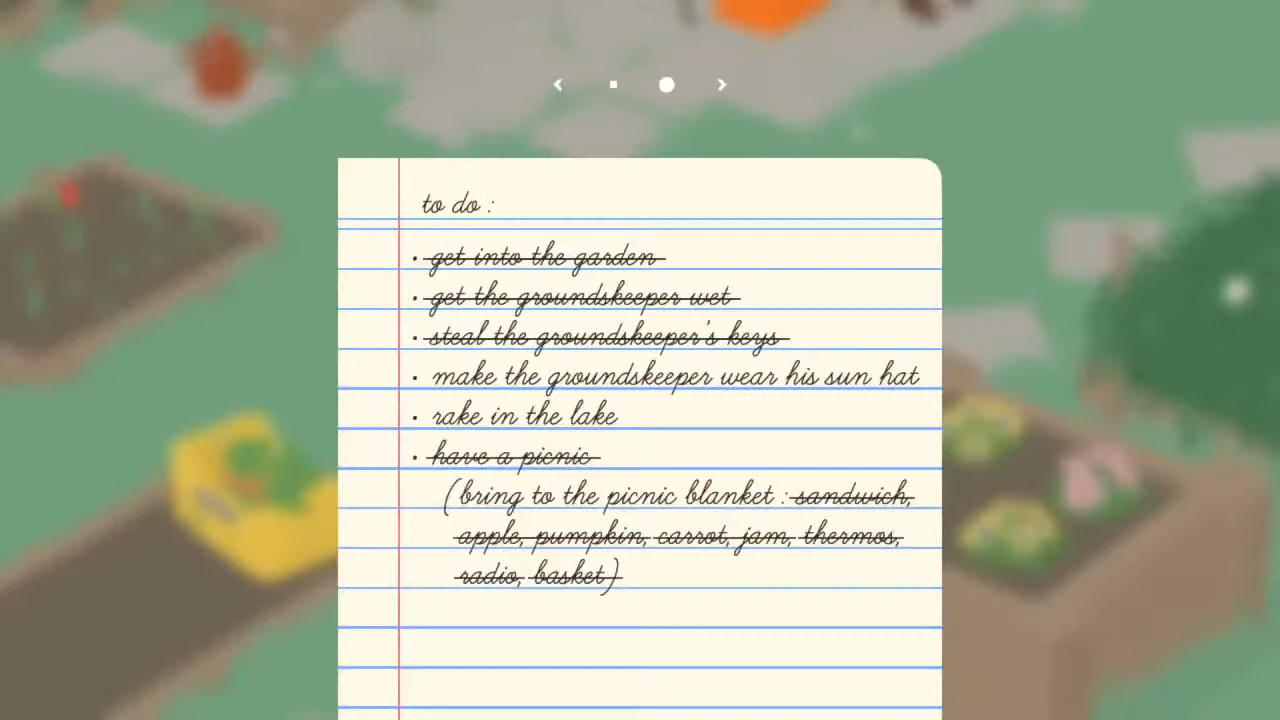 to do :
· get into the garden
· get the groundskeeper wet
· steal the groundskeeper's keys
· make the groundskeeper wear his sun hat
· rake in the lake
· have a picnic
(bring to the picnic blanket : sandwich,
apple, pumpkin, carrot, jam, thermos,
radio, basket)